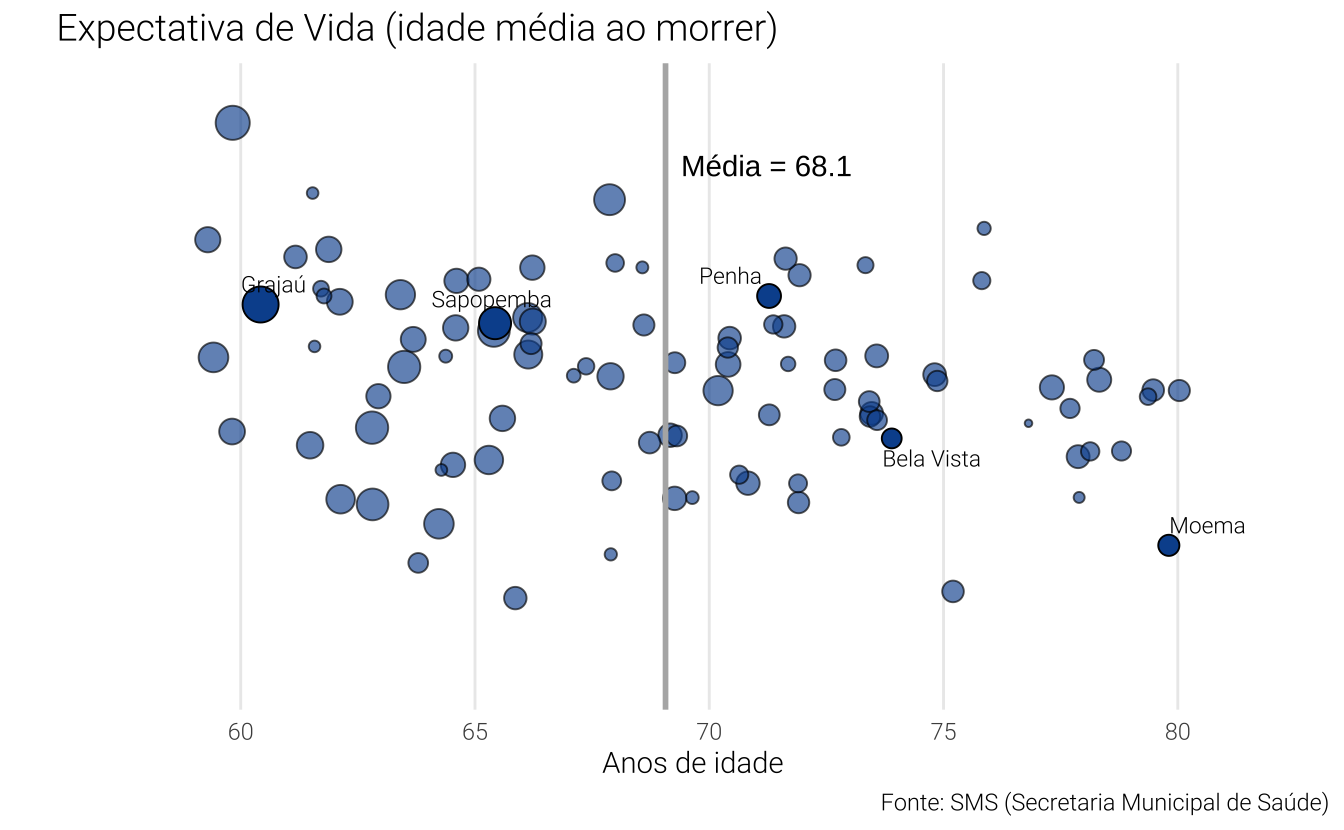 Expectativa de Vida (idade média ao morrer)
Média = 68.1
Penha
Grajaú
Sapopemba
Bela Vista
Moema
60 65 70 75 80
Anos de idade
Fonte: SMS (Secretaria Municipal de Saúde)